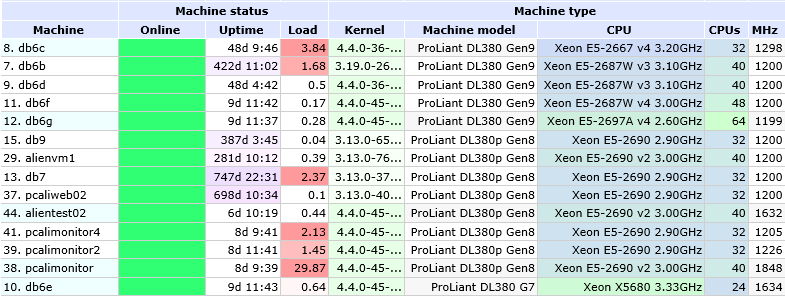 Machine status Machine type
Machine Online Uptime Load Kernel Machine model CPU CPUs MHz
8. db6c 48d 9:46 3.84 4.4.0-36-... ProLiant DL380 Gen9 Xeon E5-2667 v4 3.20GHz 32 1298
7. db6b 422d 11:02 1.68 3.19.0-26... ProLiant DL380 Gen9 Xeon E5-2687W v3 3.10GHz 40 1200
9. db6d 48d 4:42 0.5 4.4.0-36-... ProLiant DL380 Gen9 Xeon E5-2687W v3 3.10GHz 40 1200
11. db6f 9d 11:42 0.17 4.4.0-45-... ProLiant DL380 Gen9 Xeon E5-2687W v4 3.00GHz 48 1200
12. db6g 9d 11:37 0.28 4.4.0-45-... ProLiant DL380 Gen9 Xeon E5-2697A v4 2.60GHz 64 1199
15. db9 387d 3:45 0.04 3.13.0-65... ProLiant DL380p Gen8 Xeon E5-2690 2.90GHz 32 1200
29. alienvm1 281d 10:12 0.39 3.13.0-76... ProLiant DL380p Gen8 Xeon E5-2690 v2 3.00GHz 40 1200
13. db7 747d 22:31 2.37 3.13.0-37... ProLiant DL380p Gen8 Xeon E5-2690 2.90GHz 32 1200
37. pcaliweb02 698d 10:34 0.1 3.13.0-40... ProLiant DL380p Gen8 Xeon E5-2690 2.90GHz 32 1200
44. alientest02 6d 10:19 0.44 4.4.0-45-... ProLiant DL380p Gen8 Xeon E5-2690 v2 3.00GHz 40 1632
41. pcalimonitor4 8d 9:41 2.13 4.4.0-45-... ProLiant DL380p Gen8 Xeon E5-2690 2.90GHz 32 1205
39. pcalimonitor2 8d 11:41 1.45 4.4.0-45-... ProLiant DL380p Gen8 Xeon E5-2690 2.90GHz 32 1226
38. pcalimonitor 8d 9:39 29.87 4.4.0-45-... ProLiant DL380p Gen8 Xeon E5-2690 v2 3.00GHz 40 1848
10. db6e 9d 11:43 0.64 4.4.0-45-... ProLiant DL380 G7 Xeon X5680 3.33GHz 24 1634